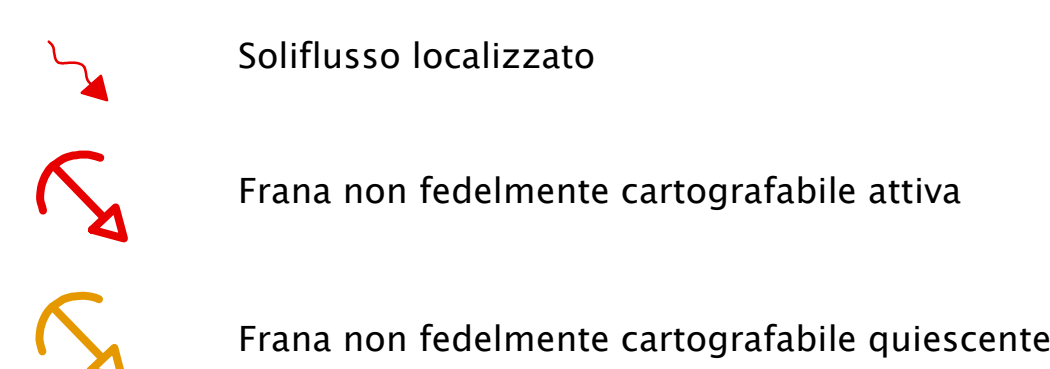 Soliflusso localizzato
Frana non fedelmente cartografabile attiva
Frana non fedelmente cartografabile quiescente